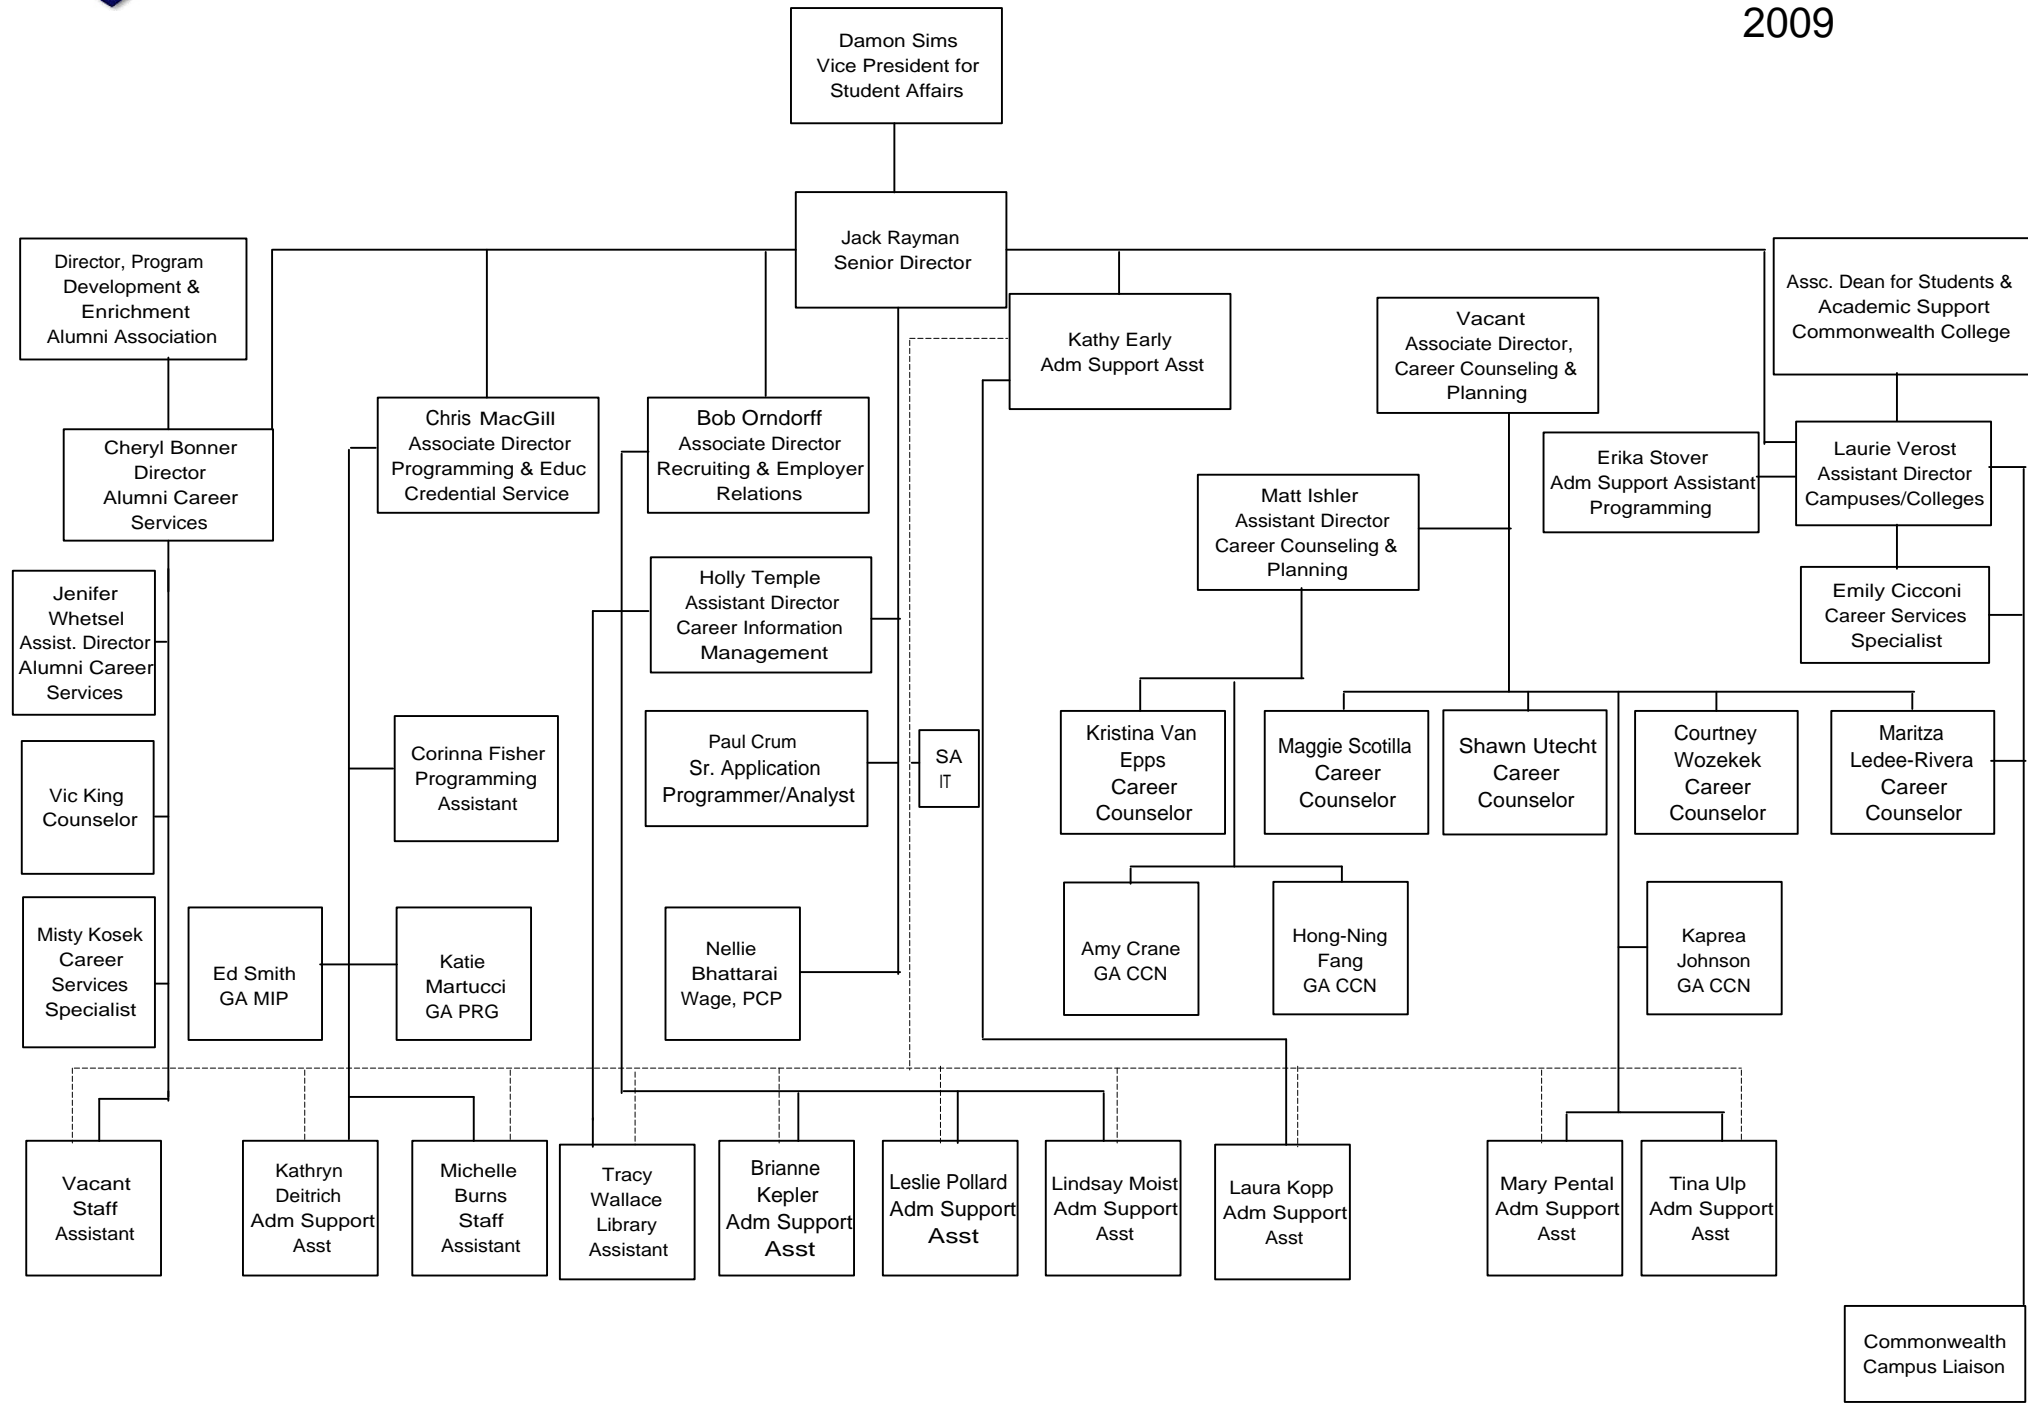 2009
Damon Sims
Vice President for
Student Affairs
Jack Rayman
Senior Director
Director, Program
Development &
Enrichment
Alumni Association
Kathy Early
Adm Support Asst
Vacant
Associate Director,
Career Counseling &
Planning
Assc. Dean for Students &
Academic Support
Commonwealth College
Cheryl Bonner
Director
Alumni Career
Services
Chris MacGill
Associate Director
Programming & Educ
Credential Service
Bob Orndorff
Associate Director
Recruiting & Employer
Relations
Matt Ishler
Assistant Director
Career Counseling &
Planning
Erika Stover
Adm Support Assistant
Programming
Laurie Verost
Assistant Director
Campuses/Colleges
Jenifer
Whetsel
Assist. Director
Alumni Career
Services
Holly Temple
Assistant Director
Career Information
Management
Emily Cicconi
Career Services
Specialist
Vic King
Counselor
Corinna Fisher
Programming
Assistant
Paul Crum
Sr. Application
Programmer/Analyst
SA
IT
Kristina Van
Epps
Career
Counselor
Maggie Scotilla
Career
Counselor
Shawn Utecht
Career
Counselor
Courtney
Wozekek
Career
Counselor
Maritza
Ledee-Rivera
Career
Counselor
Misty Kosek
Career
Services
Specialist
Ed Smith
GA MIP
Katie
Martucci
GA PRG
Nellie
Bhattarai
Wage, PCP
Amy Crane
GA CCN
Hong-Ning
Fang
GA CCN
Kaprea
Johnson
GA CCN
Vacant
Staff
Assistant
Kathryn
Deitrich
Adm Support
Asst
Michelle
Burns
Staff
Assistant
Tracy
Wallace
Library
Assistant
Brianne
Kepler
Adm Support
Asst
Leslie Pollard
Adm Support
Asst
Lindsay Moist
Adm Support
Asst
Laura Kopp
Adm Support
Asst
Mary Pental
Adm Support
Asst
Tina Ulp
Adm Support
Asst
Commonwealth
Campus Liaison